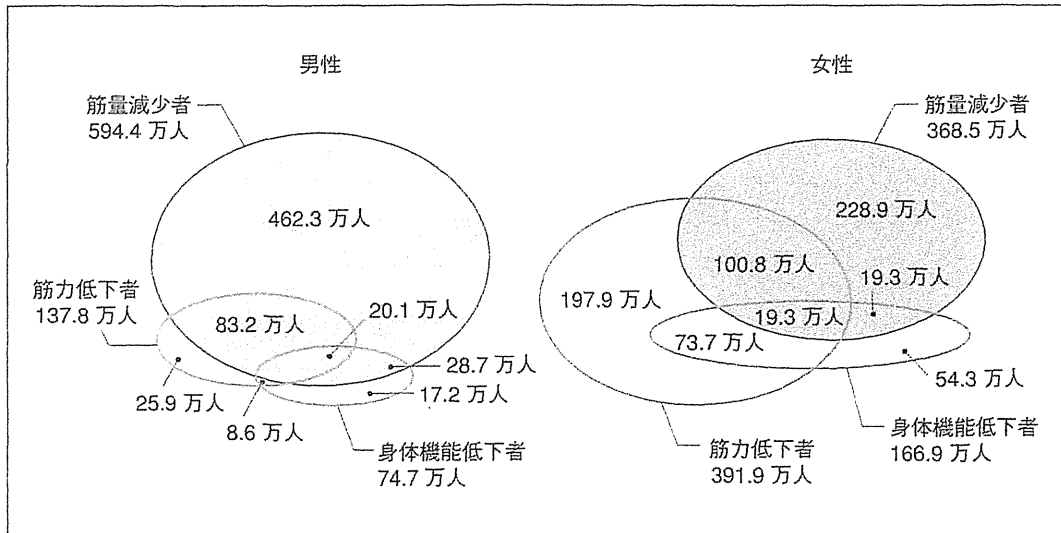 男性
筋量減少者
594.4 万人
462.3 万人
筋力低下者
137.8 万人
83.2 万人
20.1 万人
28.7 万人
17.2 万人
25.9 万人
8.6 万人
身体機能低下者
74.7 万人
女性
筋量減少者
368.5 万人
228.9 万人
100.8 万人
19.3 万人
197.9 万人
19.3 万人
73.7 万人
54.3 万人
筋力低下者
391.9 万人
身体機能低下者
166.9 万人